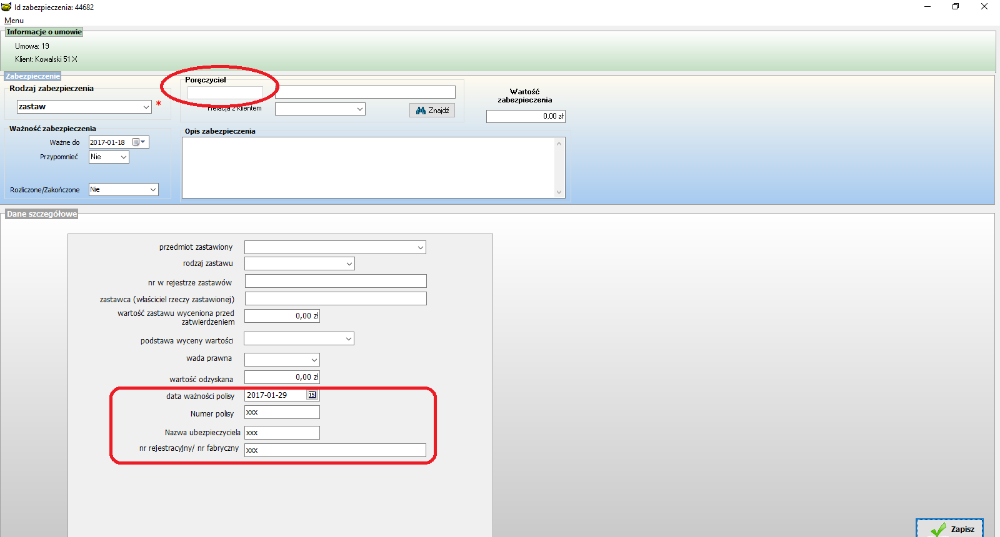 Id zabezpieczenia: 44682
Menu
Informacje o umowie
Umowa: 19
Klient: Kowalski 51 X
Zabezpieczenie
Rodzaj zabezpieczenia
zastaw *
Poręczyciel
Relacja z Klientem
Znajdź
Wartość
zabezpieczenia
0,00 zł
Ważność zabezpieczenia
Ważne do 2017-01-18
Przypomnieć Nie
Rozliczone/Zakończone Nie
Opis zabezpieczenia
Dane szczegółowe
przedmiot zastawiony
rodzaj zastawu
nr w rejestrze zastawów
zastawca (właściciel rzeczy zastawionej)
wartość zastawu wyceniona przed
zatwierdzeniem 0,00 zł
podstawa wyceny wartości
wada prawna
wartość odzyskana 0,00 zł
data ważności polisy 2017-01-29 15
Numer polisy xxx
Nazwa ubezpieczyciela xxx
nr rejestracyjny/ nr fabryczny xxx
Zapisz